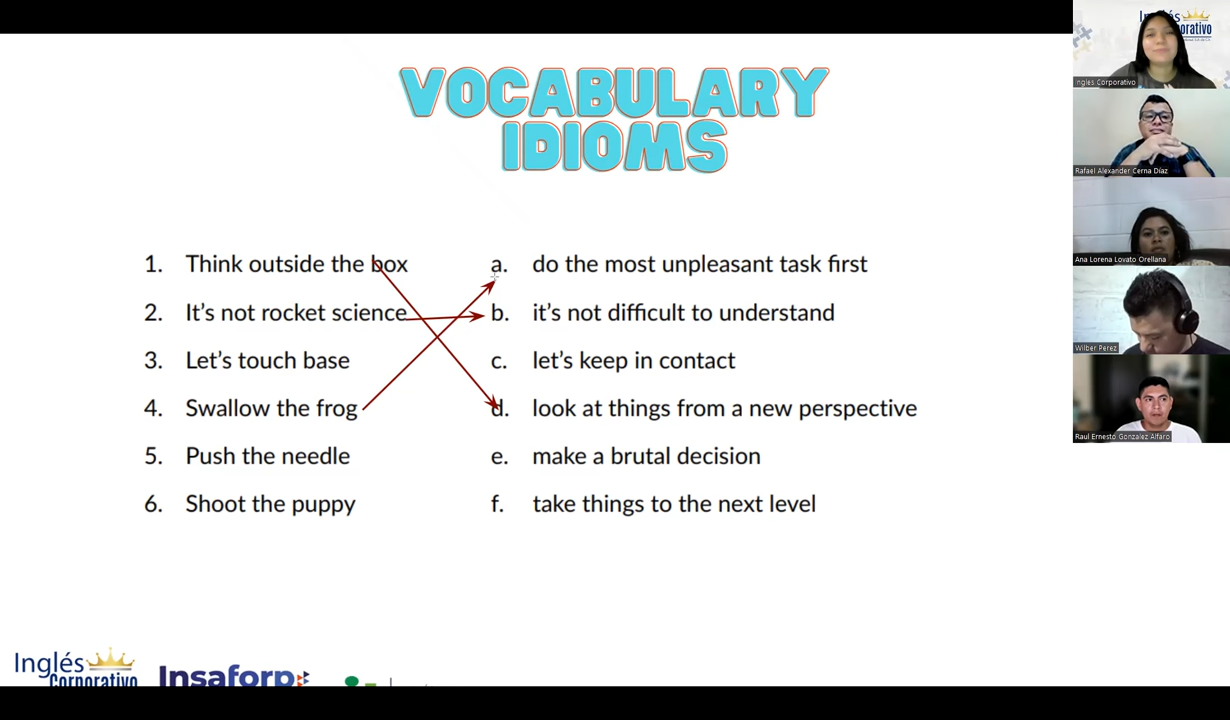 VOCABULARY
IDIOMS
1. Think outside the box
2. It's not rocket science
3. Let's touch base
4. Swallow the frog
5. Push the needle
6. Shoot the puppy
a. do the most unpleasant task first
b. it's not difficult to understand
c. let's keep in contact
d. look at things from a new perspective
e. make a brutal decision
f. take things to the next level
Inglés
Corporativo
Insaforp
Ingles Corporativo
Rafael Alexander Cerna Díaz
Ana Lorena Lovato Orellana
Wilber Perez
Raul Ernesto Gonzalez Alfaro